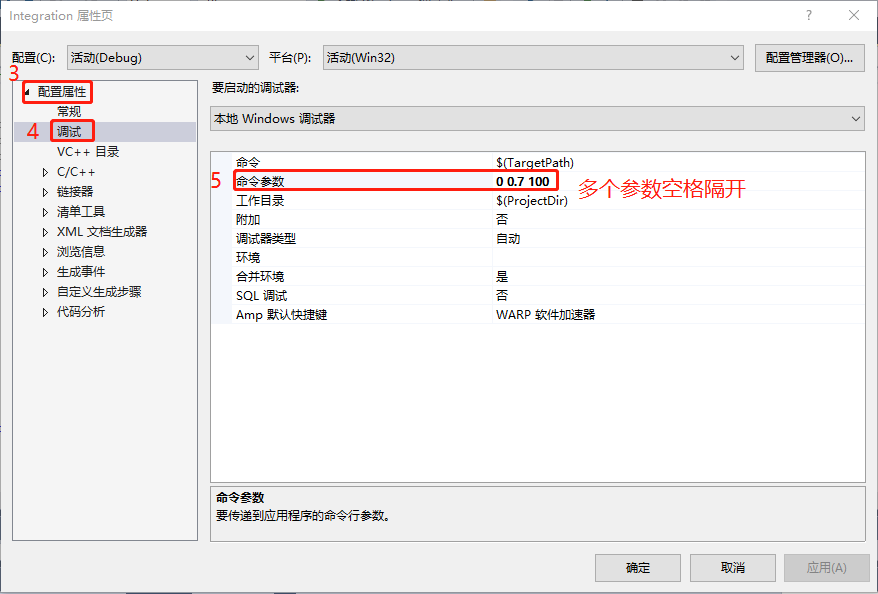 Integration 属性页
配置(C): 活动(Debug) 平台(P): 活动(Win32) 配置管理器(O)...
3
配置属性
常规
4 调试
VC++ 目录
C/C++
链接器
清单工具
XML 文档生成器
浏览信息
生成事件
自定义生成步骤
代码分析
要启动的调试器:
本地 Windows 调试器
命令 $(TargetPath)
5 命令参数 0 0.7 100 多个参数空格隔开
工作目录 $(ProjectDir)
附加 否
调试器类型 自动
环境
合并环境 是
SQL 调试 否
Amp 默认快捷键 WARP 软件加速器
命令参数
要传递到应用程序的命令行参数。
确定 取消 应用(A)